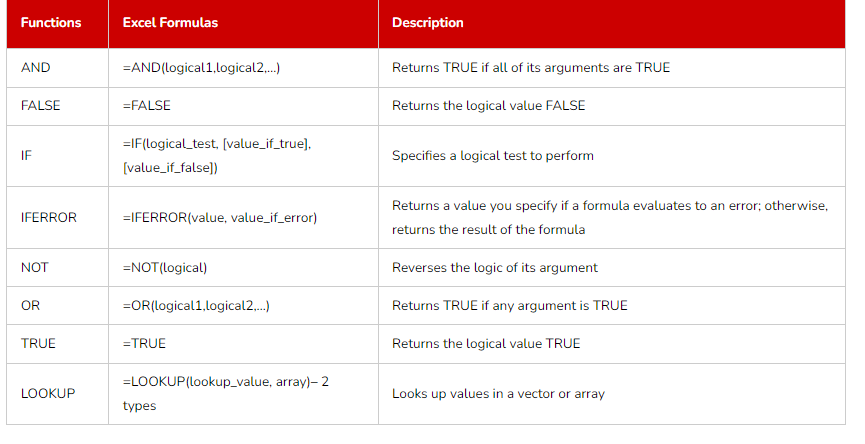 Functions Excel Formulas Description
AND =AND(logical1,logical2,...) Returns TRUE if all of its arguments are TRUE
FALSE =FALSE Returns the logical value FALSE
IF =IF(logical_test, [value_if_true],
[value_if_false]) Specifies a logical test to perform
IFERROR =IFERROR(value, value_if_error) Returns a value you specify if a formula evaluates to an error; otherwise,
returns the result of the formula
NOT =NOT(logical) Reverses the logic of its argument
OR =OR(logical1,logical2,...) Returns TRUE if any argument is TRUE
TRUE =TRUE Returns the logical value TRUE
LOOKUP =LOOKUP(lookup_value, array)– 2
types Looks up values in a vector or array